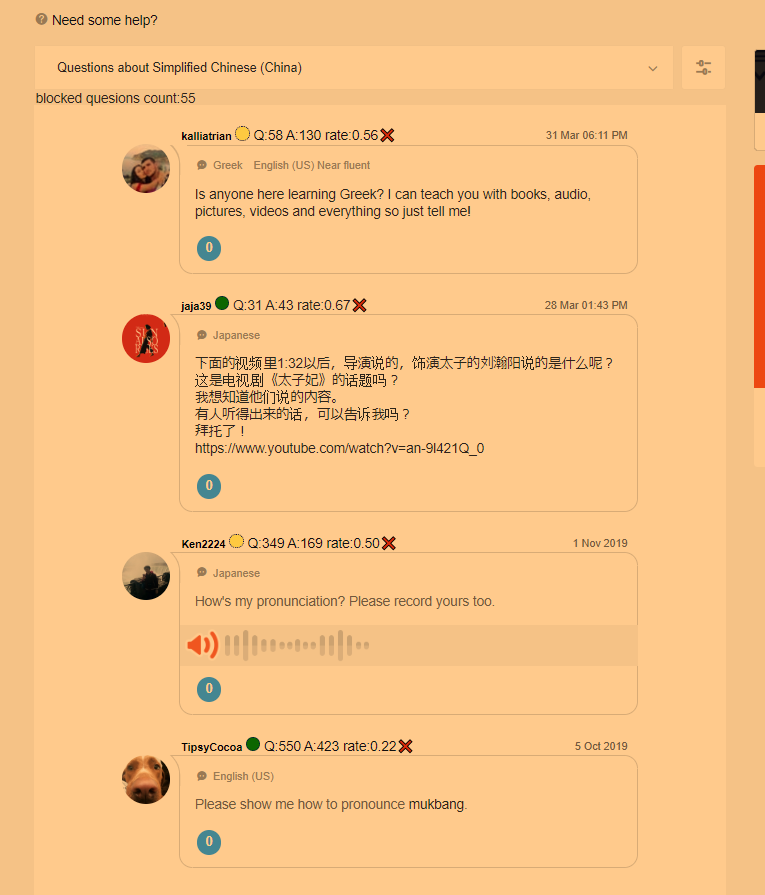 Need some help?
Questions about Simplified Chinese (China)
blocked quesions count:55
kalliatrian Q:58 A:130 rate:0.56 31 Mar 06:11 PM
Greek English (US) Near fluent
Is anyone here learning Greek? I can teach you with books, audio,
pictures, videos and everything so just tell me!
0
jaja39 Q:31 A:43 rate:0.67 28 Mar 01:43 PM
Japanese
下面的视频里1:32以后，导演说的，饰演太子的刘瀚阳说的是什么呢？
这是电视剧《太子妃》的话题吗？
我想知道他们说的内容。
有人听得出来的话，可以告诉我吗？
拜托了！
https://www.youtube.com/watch?v=an-9I421Q_0
0
Ken2224 Q:349 A:169 rate:0.50 1 Nov 2019
Japanese
How's my pronunciation? Please record yours too.
0
TipsyCocoa Q:550 A:423 rate:0.22 5 Oct 2019
English (US)
Please show me how to pronounce mukbang.
0